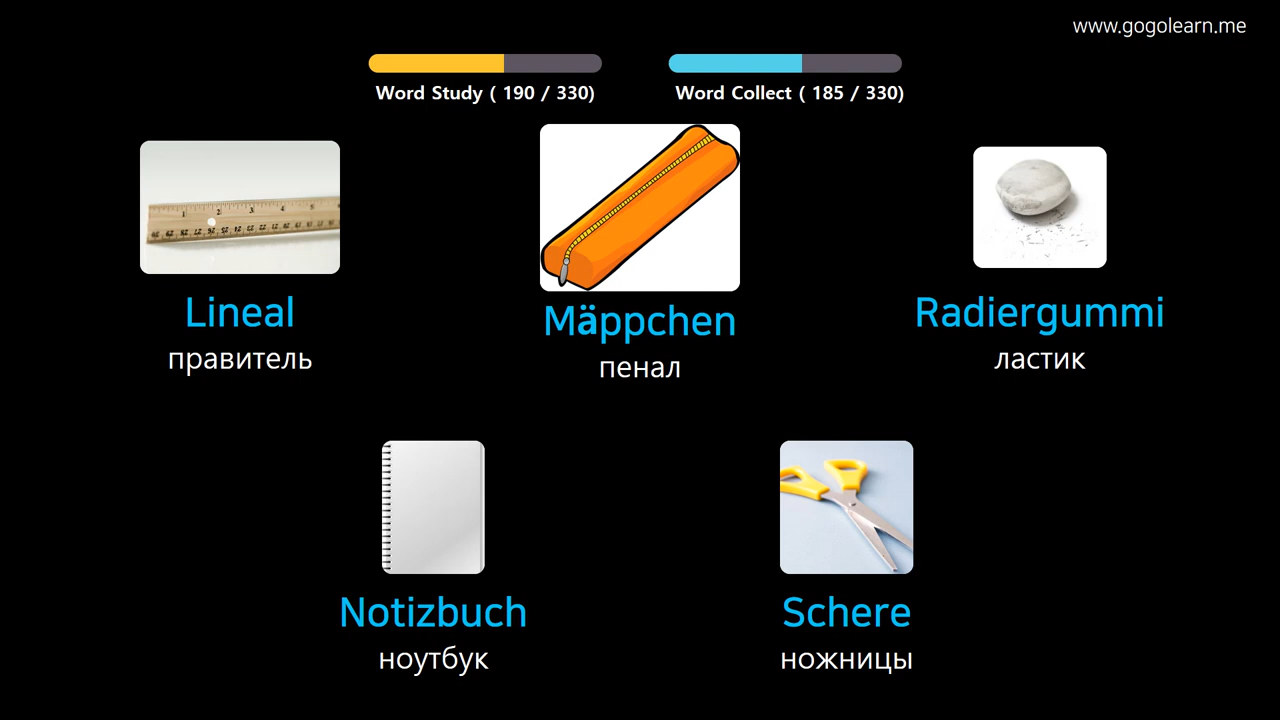 www.gogolearn.me
Word Study ( 190 / 330)
Word Collect ( 185 / 330)
Lineal
правитель
Mäppchen
пенал
Radiergummi
ластик
Notizbuch
ноутбук
Schere
ножницы